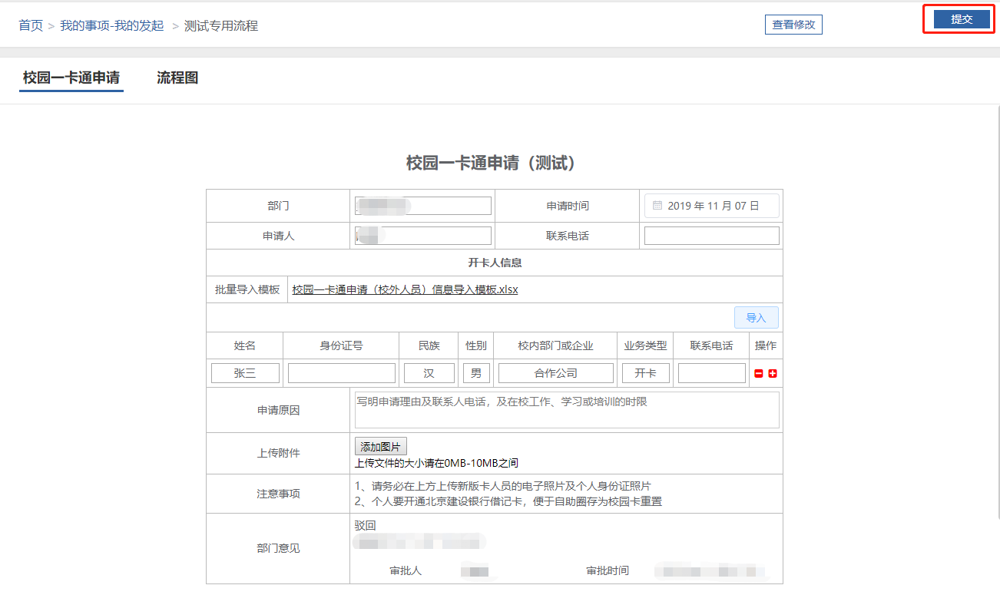 首页 > 我的事项-我的发起 > 测试专用流程 查看修改 提交
校园一卡通申请 流程图
校园一卡通申请（测试）
部门 申请时间 2019 年 11 月 07 日
申请人 联系电话
开卡人信息
批量导入模板 校园一卡通申请（校外人员）信息导入模板.xlsx
导入
姓名 身份证号 民族 性别 校内部门或企业 业务类型 联系电话 操作
张三 汉 男 合作公司 开卡
申请原因 写明申请理由及联系人电话，及在校工作、学习或培训的时限
上传附件 添加图片
上传文件的大小请在0MB-10MB之间
注意事项 1、请务必在上方上传新版卡人员的电子照片及个人身份证照片
2、个人要开通北京建设银行借记卡，便于自助圈存为校园卡重置
部门意见 驳回
审批人 审批时间